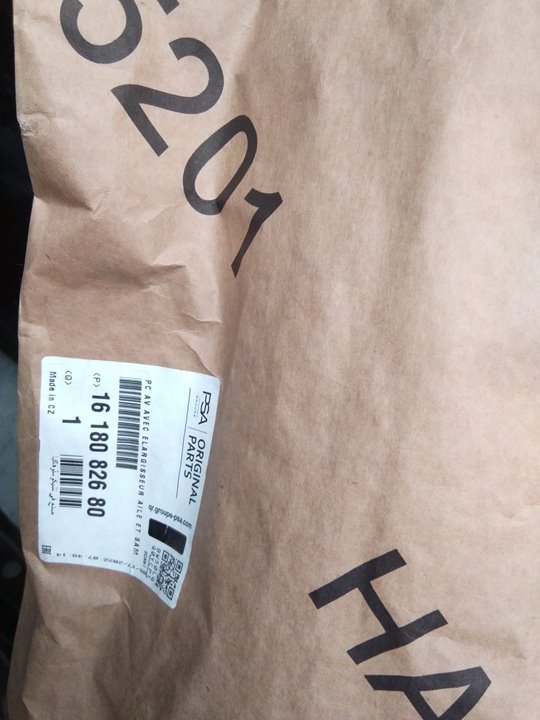 5201
HA
PSA
ORIGINAL
PARTS
qr.groupe-psa.com
PC AV AVEC ELARGISSEUR AILE ET SAM
(P) 16 180 826 80
(Q) 1
Made in CZ
EAC